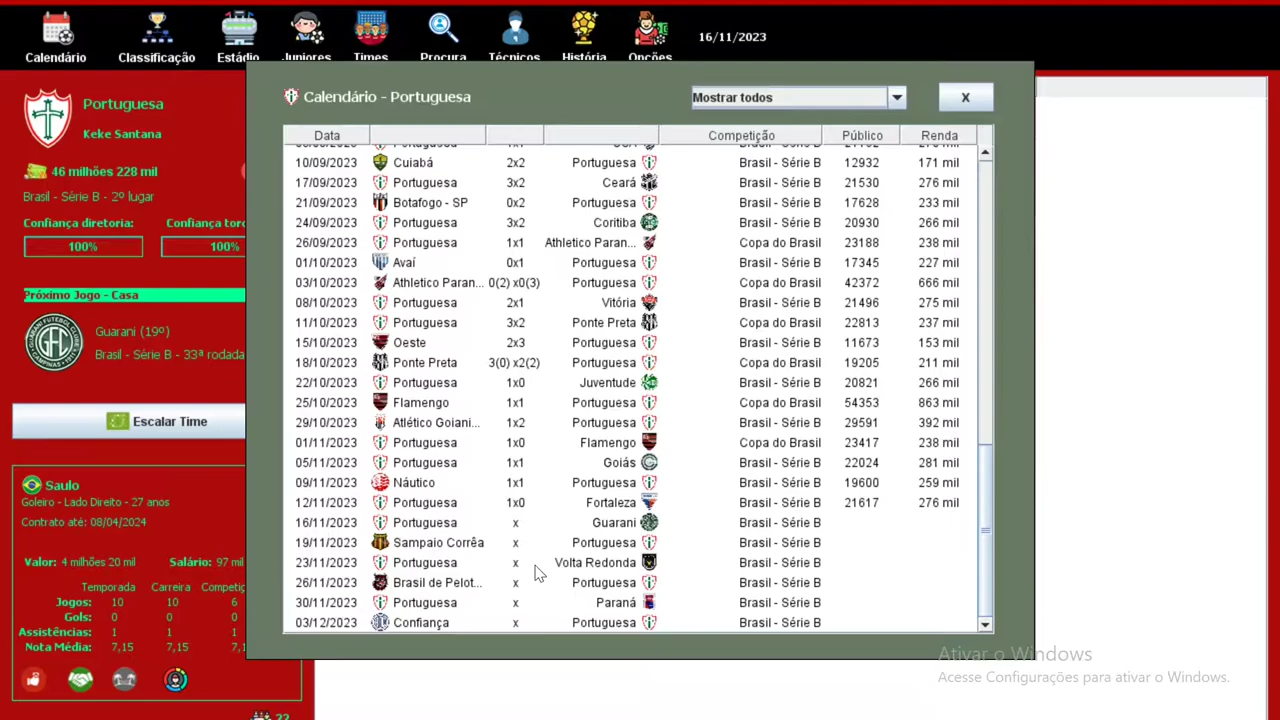 Calendário Classificação Estádio Juniores Times Procura Técnicos História Opções 16/11/2023
Portuguesa
Keke Santana
46 milhões 228 mil
Brasil - Série B - 2º lugar
Confiança diretoria: Confiança torc
100% 100%
Próximo Jogo - Casa
Guarani (19º)
Brasil - Série B - 33ª rodada
Escalar Time
Saulo
Goleiro - Lado Direito - 27 anos
Contrato até: 08/04/2024
Valor: 4 milhões 20 mil Salário: 97 mil
Temporada Carreira Competiç
Jogos: 10 10 6
Gols: 0 0 0
Assistências: 1 1 1
Nota Média: 7,15 7,15 7,15
22
Calendário - Portuguesa Mostrar todos X
Data Competição Público Renda
10/09/2023 Cuiabá 2x2 Portuguesa Brasil - Série B 12932 171 mil
17/09/2023 Portuguesa 3x2 Ceará Brasil - Série B 21530 276 mil
21/09/2023 Botafogo - SP 0x2 Portuguesa Brasil - Série B 17628 233 mil
24/09/2023 Portuguesa 3x2 Coritiba Brasil - Série B 20930 266 mil
26/09/2023 Portuguesa 1x1 Athletico Paran... Copa do Brasil 23188 238 mil
01/10/2023 Avaí 0x1 Portuguesa Brasil - Série B 17345 227 mil
03/10/2023 Athletico Paran... 0(2) x0(3) Portuguesa Copa do Brasil 42372 666 mil
08/10/2023 Portuguesa 2x1 Vitória Brasil - Série B 21496 275 mil
11/10/2023 Portuguesa 3x2 Ponte Preta Copa do Brasil 22813 237 mil
15/10/2023 Oeste 2x3 Portuguesa Brasil - Série B 11673 153 mil
18/10/2023 Ponte Preta 3(0) x2(2) Portuguesa Copa do Brasil 19205 211 mil
22/10/2023 Portuguesa 1x0 Juventude Brasil - Série B 20821 266 mil
25/10/2023 Flamengo 1x1 Portuguesa Copa do Brasil 54353 863 mil
29/10/2023 Atlético Goiani... 1x2 Portuguesa Brasil - Série B 29591 392 mil
01/11/2023 Portuguesa 1x0 Flamengo Copa do Brasil 23417 238 mil
05/11/2023 Portuguesa 1x1 Goiás Brasil - Série B 22024 281 mil
09/11/2023 Náutico 1x1 Portuguesa Brasil - Série B 19600 259 mil
12/11/2023 Portuguesa 1x0 Fortaleza Brasil - Série B 21617 276 mil
16/11/2023 Portuguesa x Guarani Brasil - Série B
19/11/2023 Sampaio Corrêa x Portuguesa Brasil - Série B
23/11/2023 Portuguesa x Volta Redonda Brasil - Série B
26/11/2023 Brasil de Pelot... x Portuguesa Brasil - Série B
30/11/2023 Portuguesa x Paraná Brasil - Série B
03/12/2023 Confiança x Portuguesa Brasil - Série B
Ativar o Windows
Acesse Configurações para ativar o Windows.